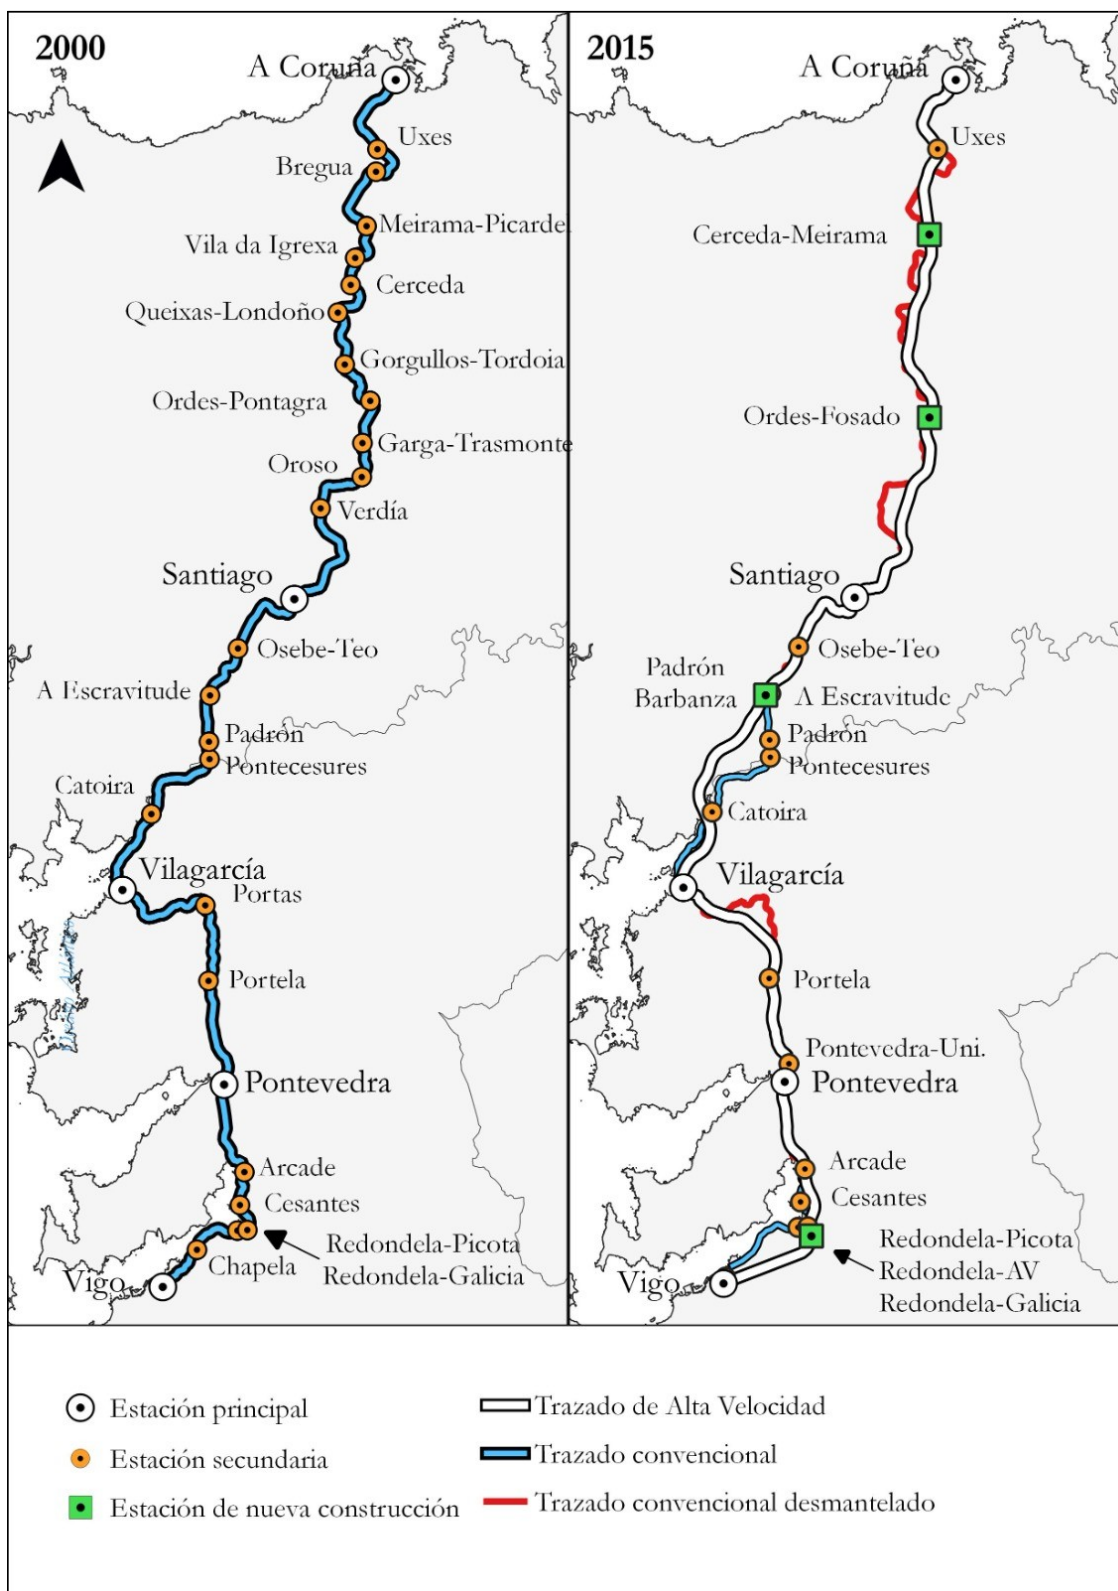 2000
A Coruña
Uxes
Bregua
Meirama-Picardel
Vila da Igrexa
Cerceda
Queixas-Londoño
Gorgullos-Tordoia
Ordes-Pontagra
Garga-Trasmonte
Oroso
Verdía
Santiago
Osebe-Teo
A Escravitude
Padrón
Pontecesures
Catoira
Vilagarcía
Portas
Portela
Pontevedra
Arcade
Cesantes
Redondela-Picota
Redondela-Galicia
Chapela
Vigo
2015
A Coruña
Uxes
Cerceda-Meirama
Ordes-Fosado
Santiago
Osebe-Teo
Padrón
Barbanza
A Escravitude
Padrón
Pontecesures
Catoira
Vilagarcía
Portela
Pontevedra-Uni.
Pontevedra
Arcade
Cesantes
Redondela-Picota
Redondela-AV
Redondela-Galicia
Vigo
Estación principal
Estación secundaria
Estación de nueva construcción
Trazado de Alta Velocidad
Trazado convencional
Trazado convencional desmantelado